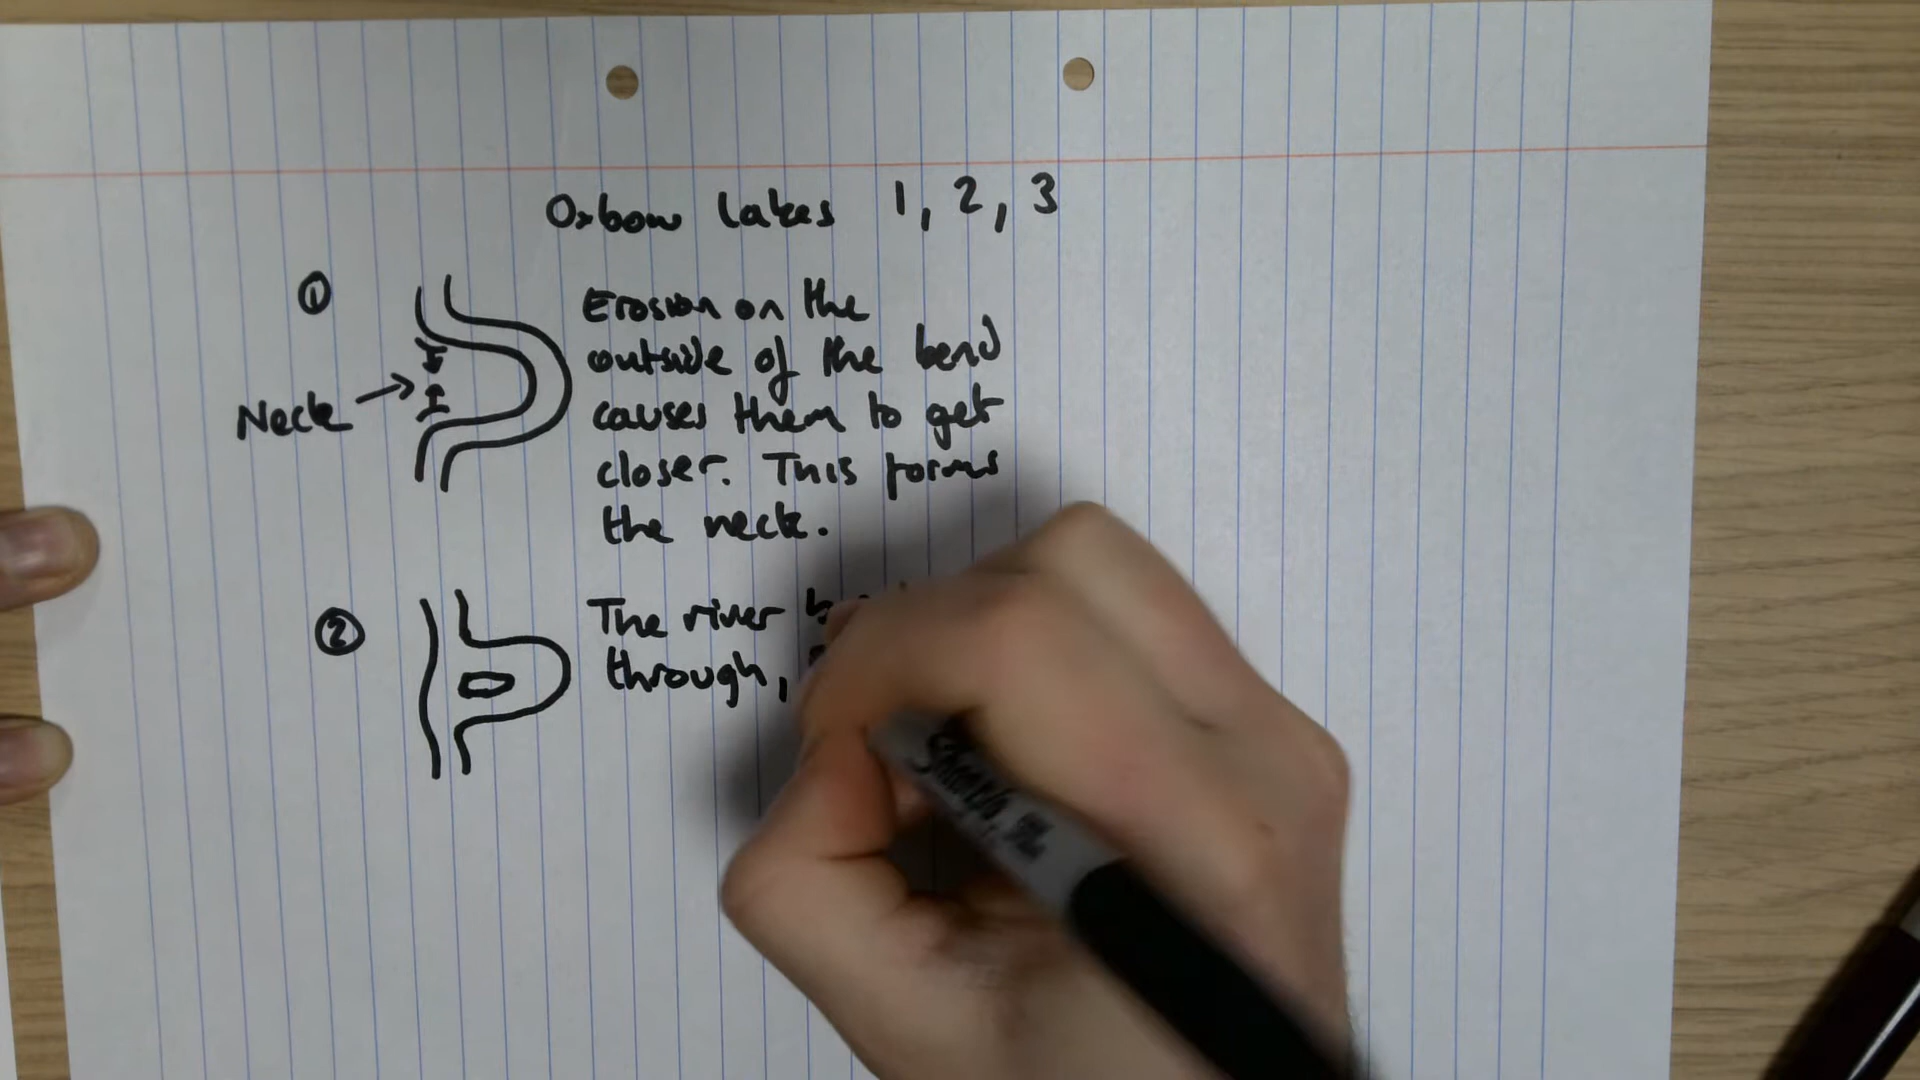 Oxbow lakes 1, 2, 3
①
Erosion on the
outside of the bend
Neck
causes them to get
closer. This forms
the neck.
②
The river
through,
Sharpie